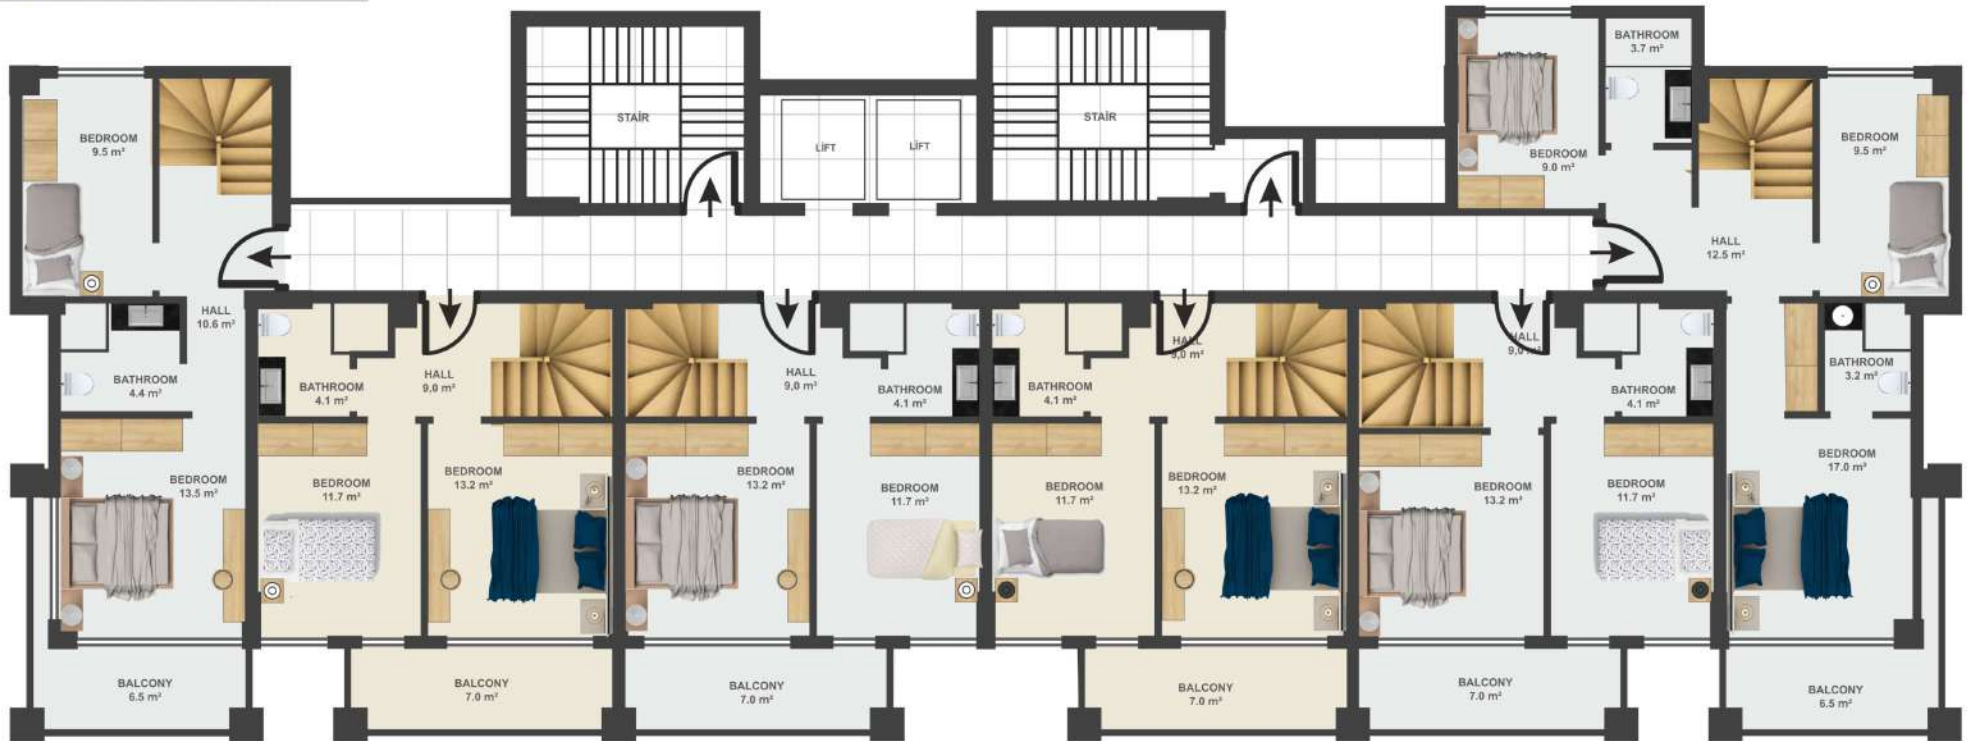 BATHROOM
3.7 m²
STAİR
STAİR
LİFT
LİFT
BEDROOM
9.5 m²
BEDROOM
9.0 m²
BEDROOM
9.5 m²
HALL
12.5 m²
HALL
10.6 m²
BATHROOM
4.4 m²
HALL
9,0 m²
BATHROOM
4.1 m²
HALL
9,0 m²
BATHROOM
4.1 m²
HALL
9,0 m²
BATHROOM
4.1 m²
HALL
9,0 m²
BATHROOM
4.1 m²
BATHROOM
3.2 m²
BEDROOM
13.5 m²
BEDROOM
11.7 m²
BEDROOM
13.2 m²
BEDROOM
13.2 m²
BEDROOM
11.7 m²
BEDROOM
11.7 m²
BEDROOM
13.2 m²
BEDROOM
13.2 m²
BEDROOM
11.7 m²
BEDROOM
17.0 m²
BALCONY
6.5 m²
BALCONY
7.0 m²
BALCONY
7.0 m²
BALCONY
7.0 m²
BALCONY
7.0 m²
BALCONY
6.5 m²